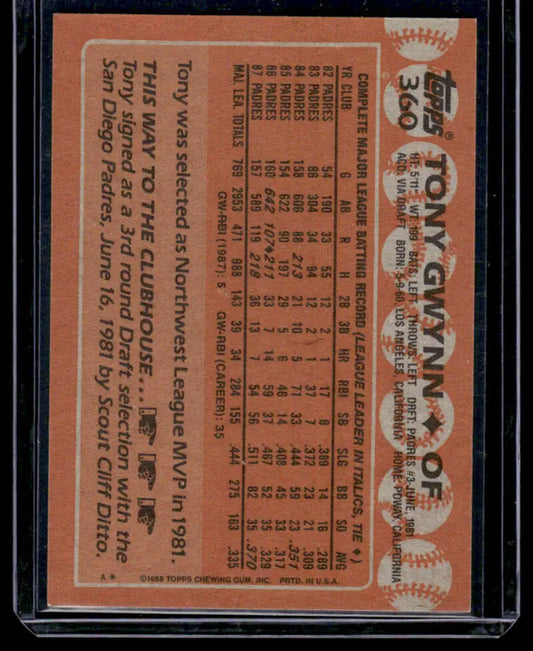 Topps®
360
TONY GWYNN ♦ OF
HT: 5'11" WT: 199 BATS: LEFT THROWS: LEFT DRFT: PADRES #3-JUNE, 1981
ACQ: VIA DRAFT BORN: 5-9-60, LOS ANGELES, CALIFORNIA HOME: POWAY, CALIFORNIA
COMPLETE MAJOR LEAGUE BATTING RECORD (LEAGUE LEADER IN ITALICS, TIE ♦)
YR CLUB G AB R H 2B 3B HR RBI SB SLG BB SO AVG
82 PADRES 54 190 33 55 12 2 1 17 8 .389 14 16 .289
83 PADRES 86 304 34 94 12 2 1 37 7 .372 23 21 .309
84 PADRES 158 606 88 213 21 10 5 71 33 .444 59 23 .351
85 PADRES 154 622 90 197 29 5 6 46 14 .408 45 33 .317
86 PADRES 160 642 107♦ 211 33 7 14 59 37 .467 52 35 .329
87 PADRES 157 589 119 218 36 13 7 54 56 .511 82 35 .370
MAJ. LEA. TOTALS 769 2953 471 988 143 39 34 284 155 .444 275 163 .335
GW-RBI (1987): 5 GW-RBI (CAREER): 35
Tony was selected as Northwest League MVP in 1981.
THIS WAY TO THE CLUBHOUSE...
Tony signed as a 3rd round Draft selection with the
San Diego Padres, June 16, 1981 by Scout Cliff Ditto.
©1988 TOPPS CHEWING GUM, INC. PRTD. IN U.S.A.
A*